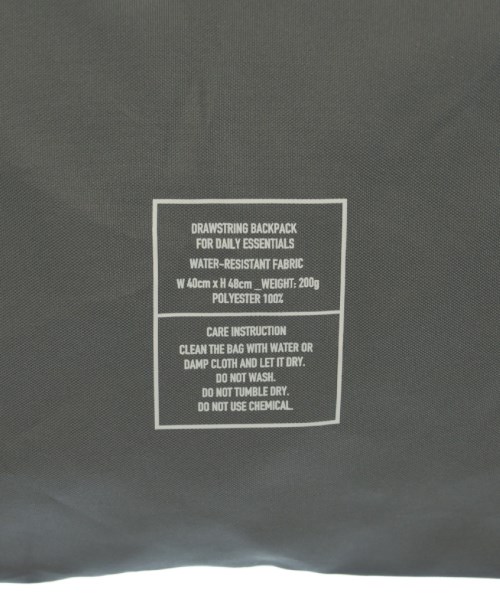 DRAWSTRING BACKPACK
FOR DAILY ESSENTIALS
WATER-RESISTANT FABRIC
W 40cm x H 48cm _WEIGHT: 200g
POLYESTER 100%
CARE INSTRUCTION
CLEAN THE BAG WITH WATER OR
DAMP CLOTH AND LET IT DRY.
DO NOT WASH.
DO NOT TUMBLE DRY.
DO NOT USE CHEMICAL.